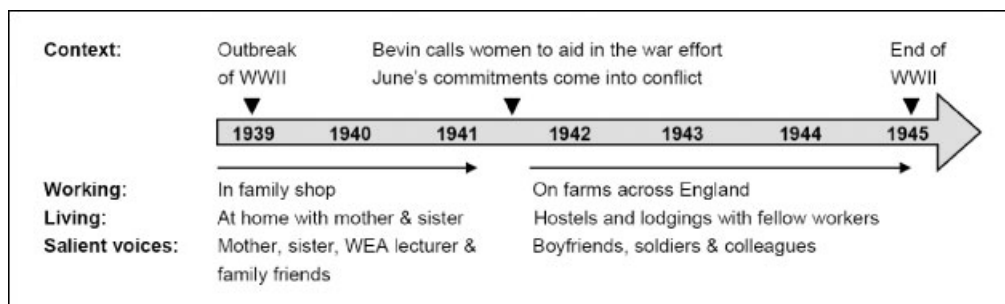 Context: Outbreak Bevin calls women to aid in the war effort End of
of WWII June's commitments come into conflict WWII
1939 1940 1941 1942 1943 1944 1945
Working: In family shop On farms across England
Living: At home with mother & sister Hostels and lodgings with fellow workers
Salient voices: Mother, sister, WEA lecturer & Boyfriends, soldiers & colleagues
family friends